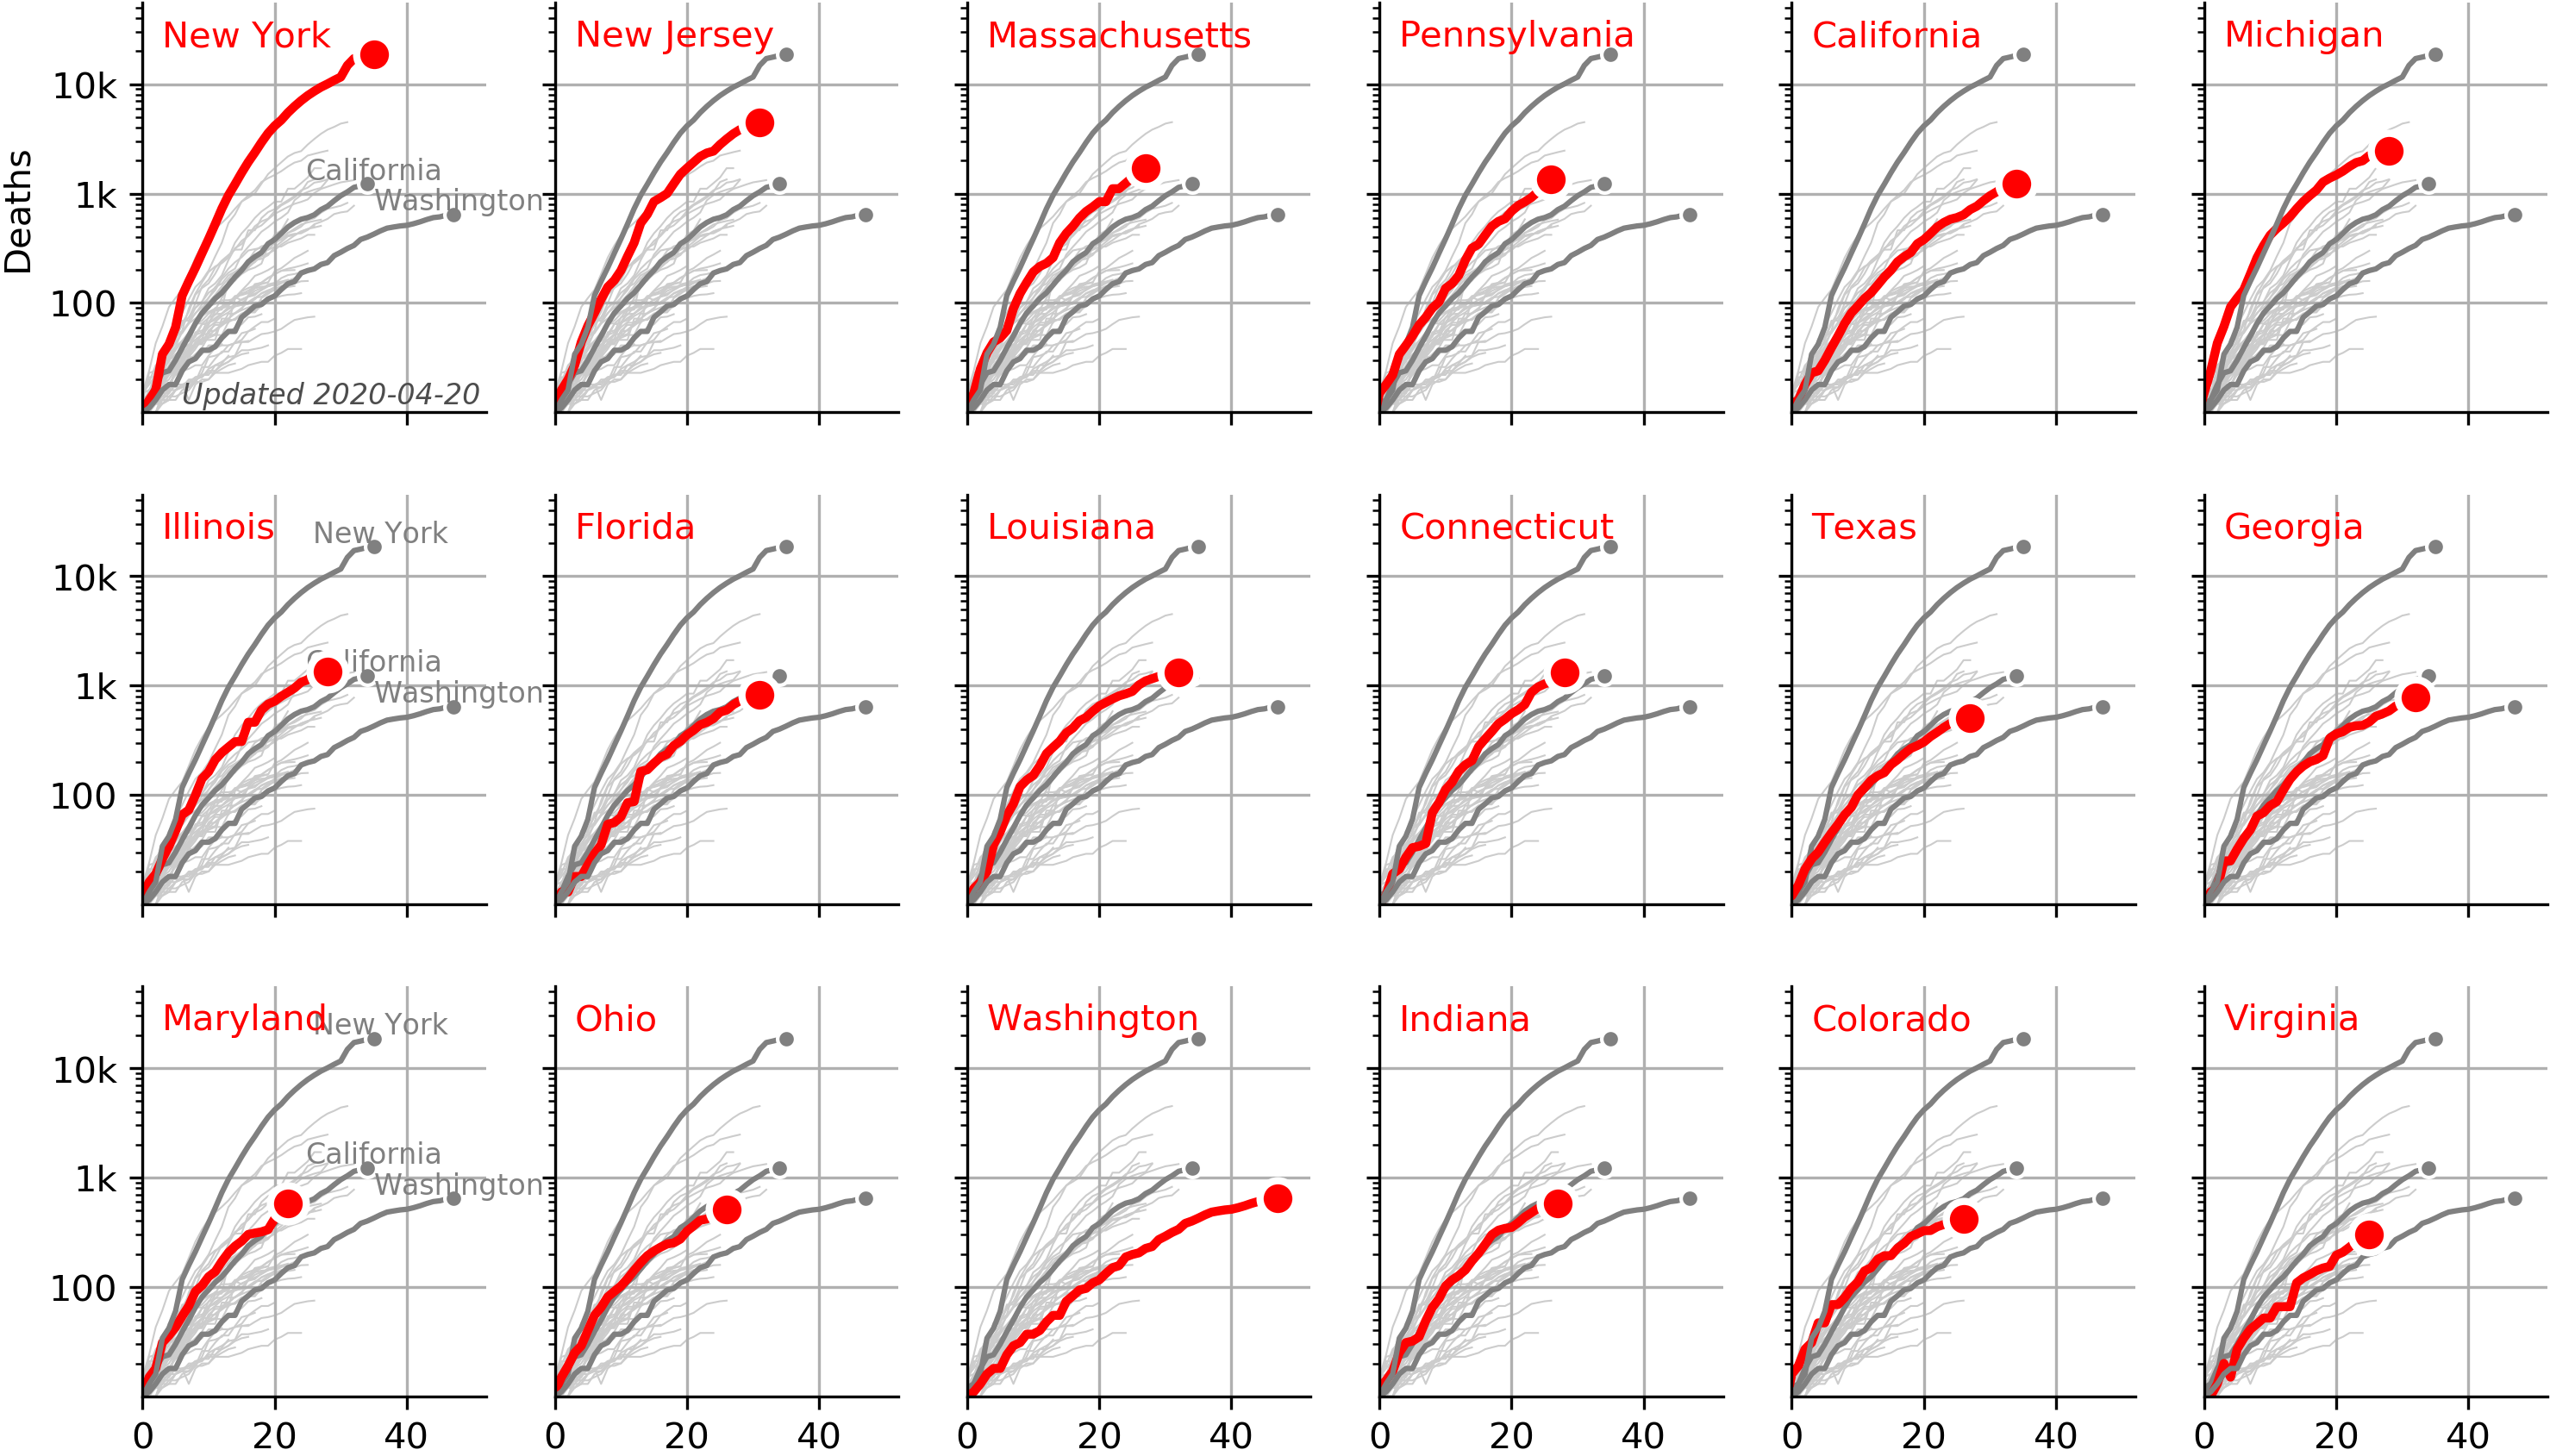 New York
New Jersey
Massachusetts
Pennsylvania
California
Michigan
Deaths
10k
1k
100
California
Washington
Updated 2020-04-20
Illinois
Florida
Louisiana
Connecticut
Texas
Georgia
New York
10k
1k
100
California
Washington
Maryland
Ohio
Washington
Indiana
Colorado
Virginia
New York
10k
1k
100
California
Washington
0 20 40 0 20 40 0 20 40 0 20 40 0 20 40 0 20 40